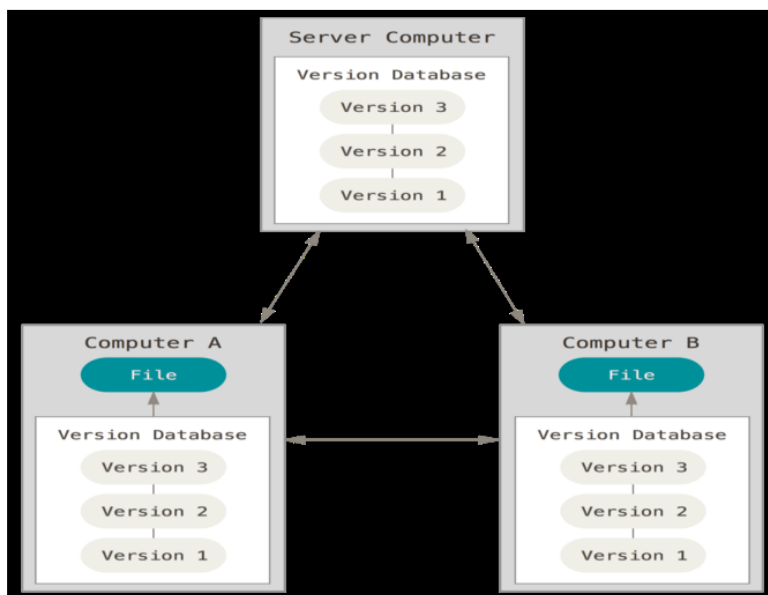 Server Computer
Version Database
Version 3
Version 2
Version 1
Computer A
File
Version Database
Version 3
Version 2
Version 1
Computer B
File
Version Database
Version 3
Version 2
Version 1